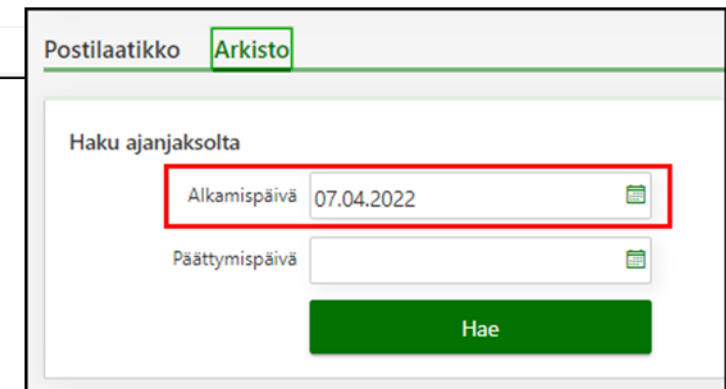 Postilaatikko Arkisto
Haku ajanjaksolta
Alkamispäivä 07.04.2022
Päättymispäivä
Hae